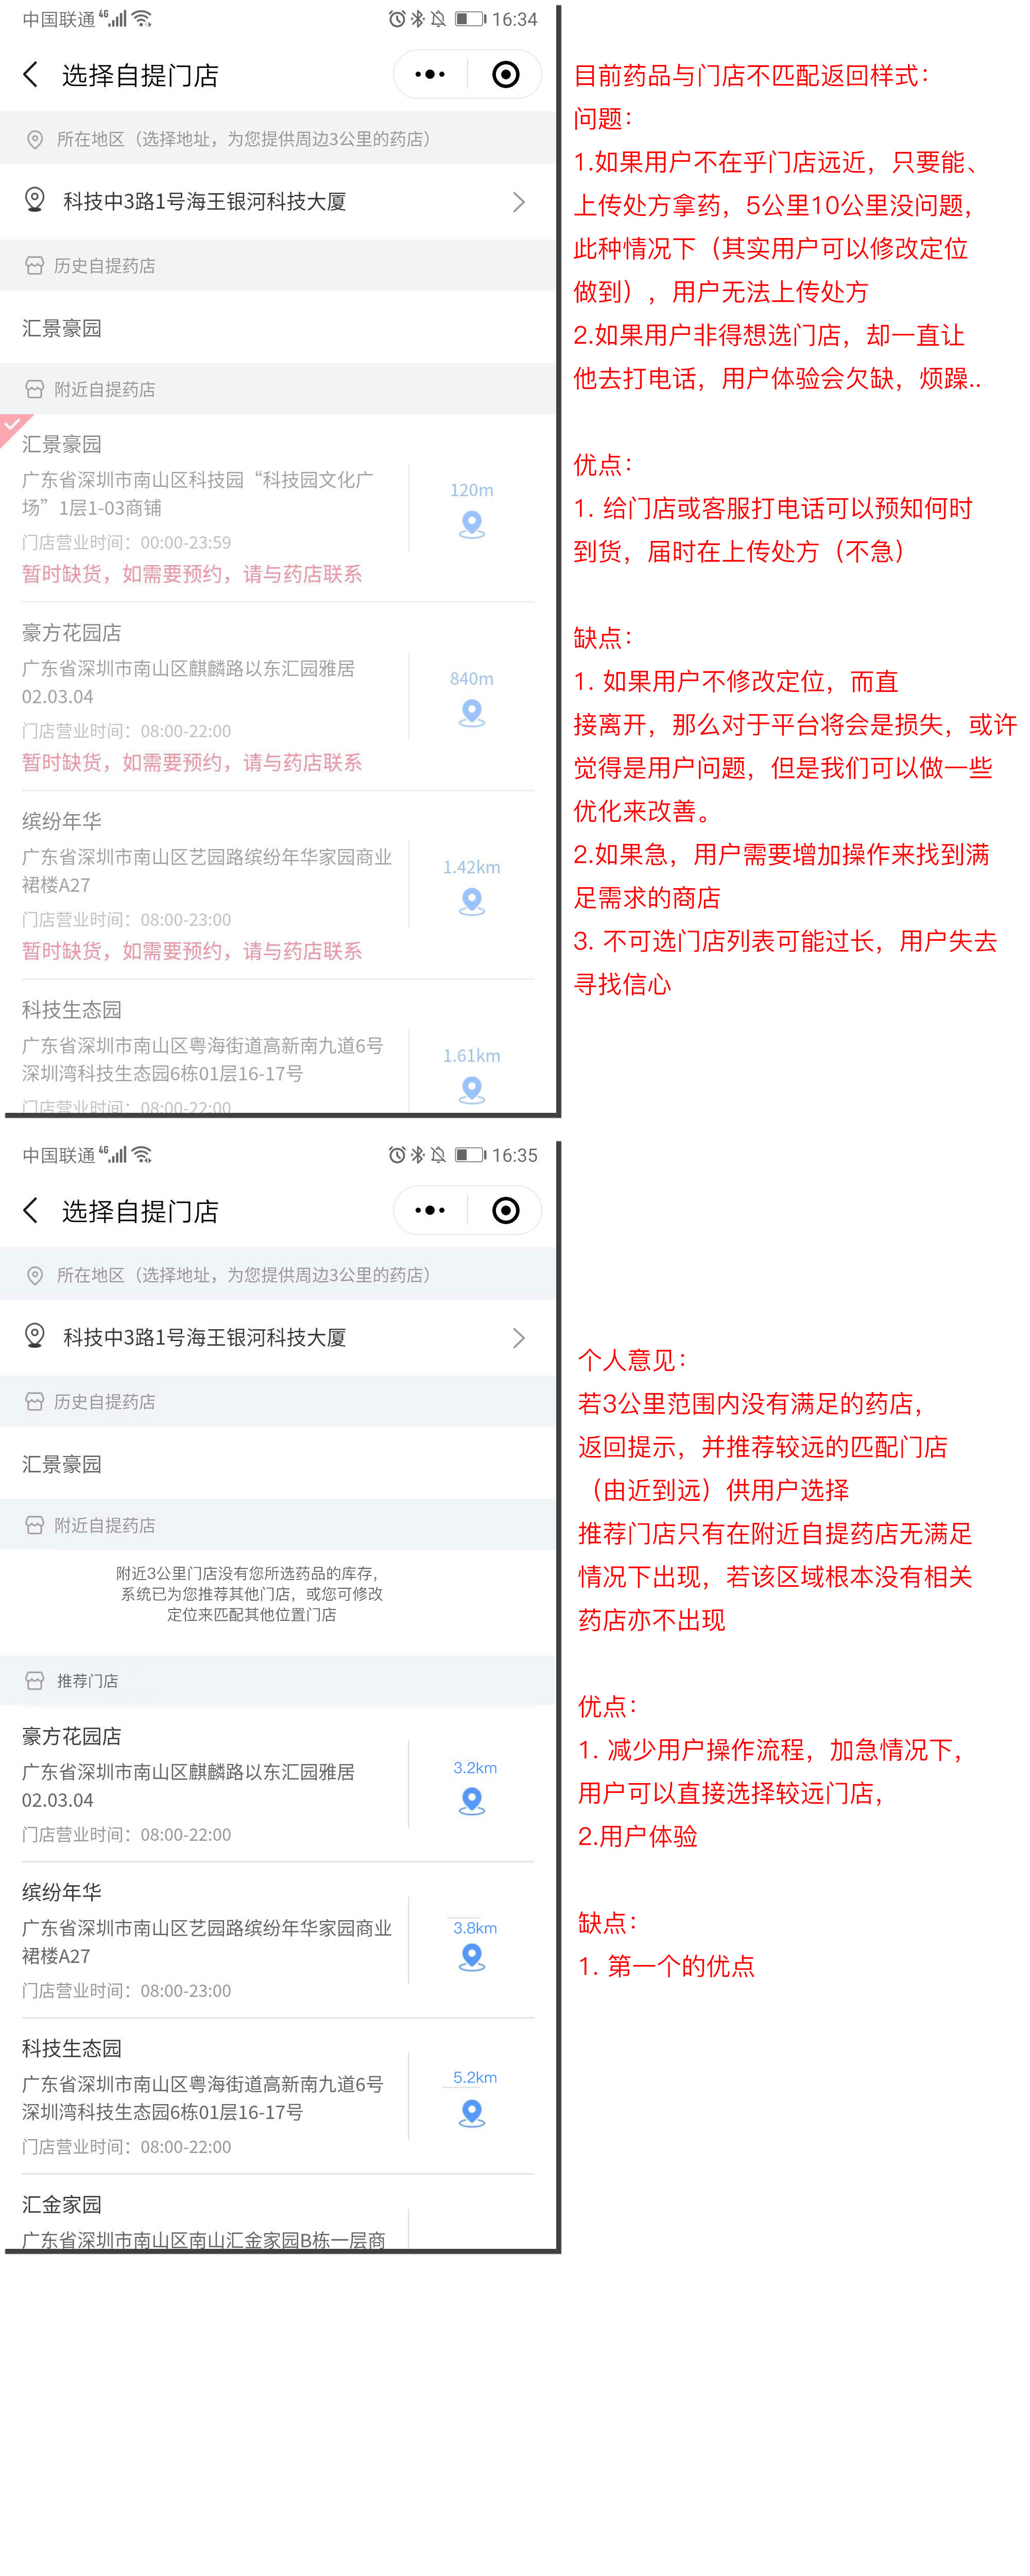 中国联通 4G 16:34
选择自提门店
所在地区（选择地址，为您提供周边3公里的药店）
科技中3路1号海王银河科技大厦
历史自提药店
汇景豪园
附近自提药店
汇景豪园
广东省深圳市南山区科技园“科技园文化广
场”1层1-03商铺
120m
门店营业时间：00:00-23:59
暂时缺货，如需要预约，请与药店联系
豪方花园店
广东省深圳市南山区麒麟路以东汇园雅居
02.03.04
840m
门店营业时间：08:00-22:00
暂时缺货，如需要预约，请与药店联系
缤纷年华
广东省深圳市南山区艺园路缤纷年华家园商业
裙楼A27
1.42km
门店营业时间：08:00-23:00
暂时缺货，如需要预约，请与药店联系
科技生态园
广东省深圳市南山区粤海街道高新南九道6号
深圳湾科技生态园6栋01层16-17号
1.61km
门店营业时间：08:00-22:00
目前药品与门店不匹配返回样式：
问题：
1.如果用户不在乎门店远近，只要能、
上传处方拿药，5公里10公里没问题，
此种情况下（其实用户可以修改定位
做到），用户无法上传处方
2.如果用户非得想选门店，却一直让
他去打电话，用户体验会欠缺，烦躁..
优点：
1. 给门店或客服打电话可以预知何时
到货，届时在上传处方（不急）
缺点：
1. 如果用户不修改定位，而直
接离开，那么对于平台将会是损失，或许
觉得是用户问题，但是我们可以做一些
优化来改善。
2.如果急，用户需要增加操作来找到满
足需求的商店
3. 不可选门店列表可能过长，用户失去
寻找信心
中国联通 4G 16:35
选择自提门店
所在地区（选择地址，为您提供周边3公里的药店）
科技中3路1号海王银河科技大厦
历史自提药店
汇景豪园
附近自提药店
附近3公里门店没有您所选药品的库存，
系统已为您推荐其他门店，或您可修改
定位来匹配其他位置门店
推荐门店
豪方花园店
广东省深圳市南山区麒麟路以东汇园雅居
02.03.04
3.2km
门店营业时间：08:00-22:00
缤纷年华
广东省深圳市南山区艺园路缤纷年华家园商业
裙楼A27
3.8km
门店营业时间：08:00-23:00
科技生态园
广东省深圳市南山区粤海街道高新南九道6号
深圳湾科技生态园6栋01层16-17号
5.2km
门店营业时间：08:00-22:00
汇金家园
广东省深圳市南山区南山汇金家园B栋一层商
个人意见：
若3公里范围内没有满足的药店，
返回提示，并推荐较远的匹配门店
（由近到远）供用户选择
推荐门店只有在附近自提药店无满足
情况下出现，若该区域根本没有相关
药店亦不出现
优点：
1. 减少用户操作流程，加急情况下，
用户可以直接选择较远门店，
2.用户体验
缺点：
1. 第一个的优点